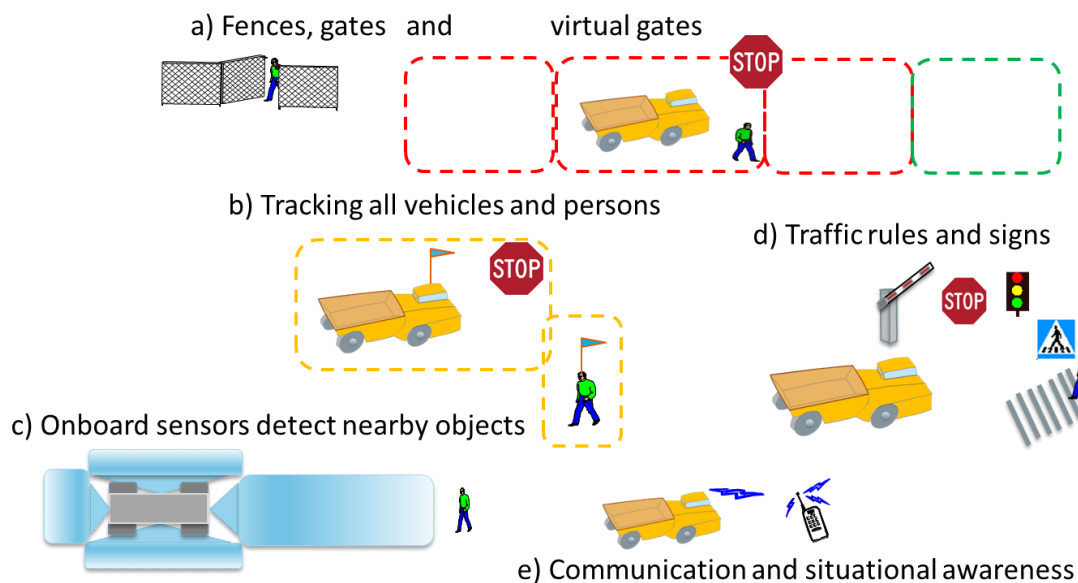 a) Fences, gates and virtual gates
STOP
b) Tracking all vehicles and persons
STOP
d) Traffic rules and signs
STOP
c) Onboard sensors detect nearby objects
e) Communication and situational awareness